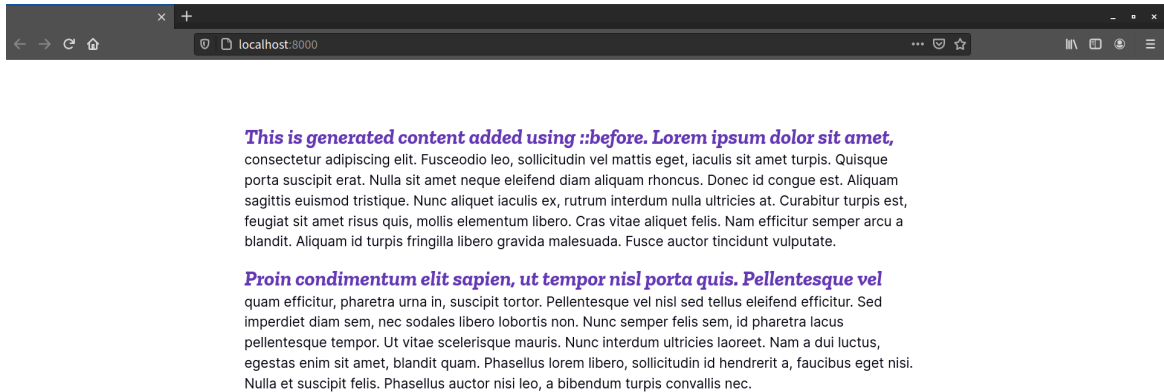 localhost:8000
This is generated content added using ::before. Lorem ipsum dolor sit amet,
consectetur adipiscing elit. Fusceodio leo, sollicitudin vel mattis eget, iaculis sit amet turpis. Quisque
porta suscipit erat. Nulla sit amet neque eleifend diam aliquam rhoncus. Donec id congue est. Aliquam
sagittis euismod tristique. Nunc aliquet iaculis ex, rutrum interdum nulla ultricies at. Curabitur turpis est,
feugiat sit amet risus quis, mollis elementum libero. Cras vitae aliquet felis. Nam efficitur semper arcu a
blandit. Aliquam id turpis fringilla libero gravida malesuada. Fusce auctor tincidunt vulputate.
Proin condimentum elit sapien, ut tempor nisl porta quis. Pellentesque vel
quam efficitur, pharetra urna in, suscipit tortor. Pellentesque vel nisl sed tellus eleifend efficitur. Sed
imperdiet diam sem, nec sodales libero lobortis non. Nunc semper felis sem, id pharetra lacus
pellentesque tempor. Ut vitae scelerisque mauris. Nunc interdum ultricies laoreet. Nam a dui luctus,
egestas enim sit amet, blandit quam. Phasellus lorem libero, sollicitudin id hendrerit a, faucibus eget nisi.
Nulla et suscipit felis. Phasellus auctor nisi leo, a bibendum turpis convallis nec.